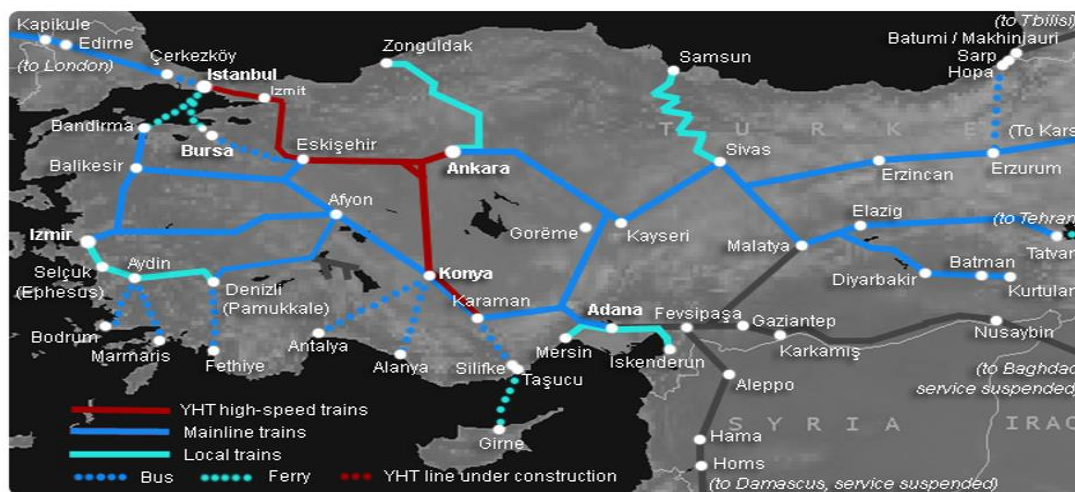 Kapikule
Edirne
(to London)
Çerkezköy
Istanbul
Izmit
Zonguldak
Samsun
(to Tbilisi)
Batumi / Makhinjauri
Sarp
Hopa
Bandirma
Bursa
Eskişehir
Ankara
T U R K E
(To Kars
Balikesir
Sivas
Erzincan
Erzurum
Afyon
Izmir
Gorëme
Kayseri
Malatya
Elazig
(to Tehran
Tatvan
Selçuk
(Ephesus)
Aydin
Denizli
(Pamukkale)
Konya
Karaman
Diyarbakir
Batman
Kurtulan
Bodrum
Marmaris
Fethiye
Antalya
Alanya
Silifke
Taşucu
Mersin
Adana
Iskenderun
Fevsipaşa
Gaziantep
Karkamış
Nusaybin
(to Baghdad
service suspended)
Aleppo
Girne
Hama
Homs
(to Damascus, service suspended)
S Y R I A
IRAQ
YHT high-speed trains
Mainline trains
Local trains
Bus
Ferry
YHT line under construction